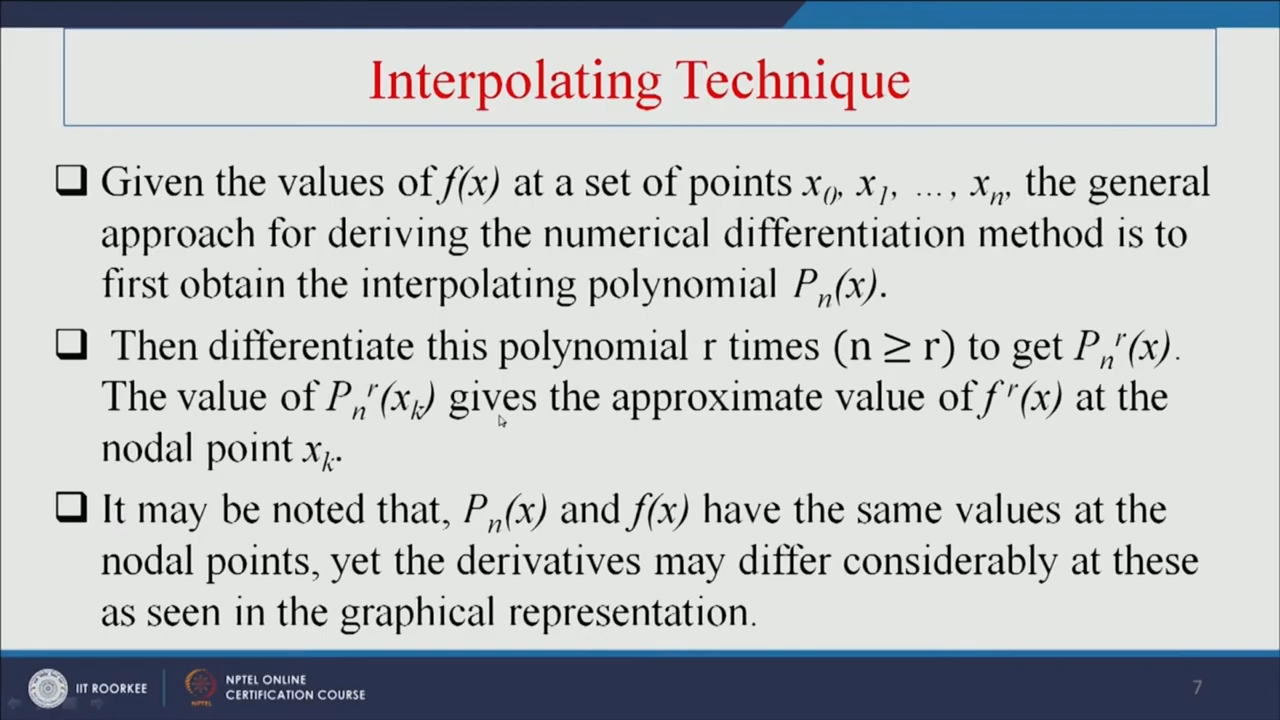 Interpolating Technique
❑ Given the values of f(x) at a set of points x₀, x₁, ..., xₙ, the general
approach for deriving the numerical differentiation method is to
first obtain the interpolating polynomial Pₙ(x).
❑ Then differentiate this polynomial r times (n ≥ r) to get Pₙʳ(x).
The value of Pₙʳ(xₖ) gives the approximate value of f ʳ(x) at the
nodal point xₖ.
❑ It may be noted that, Pₙ(x) and f(x) have the same values at the
nodal points, yet the derivatives may differ considerably at these
as seen in the graphical representation.
IIT ROORKEE
NPTEL
NPTEL ONLINE
CERTIFICATION COURSE
7